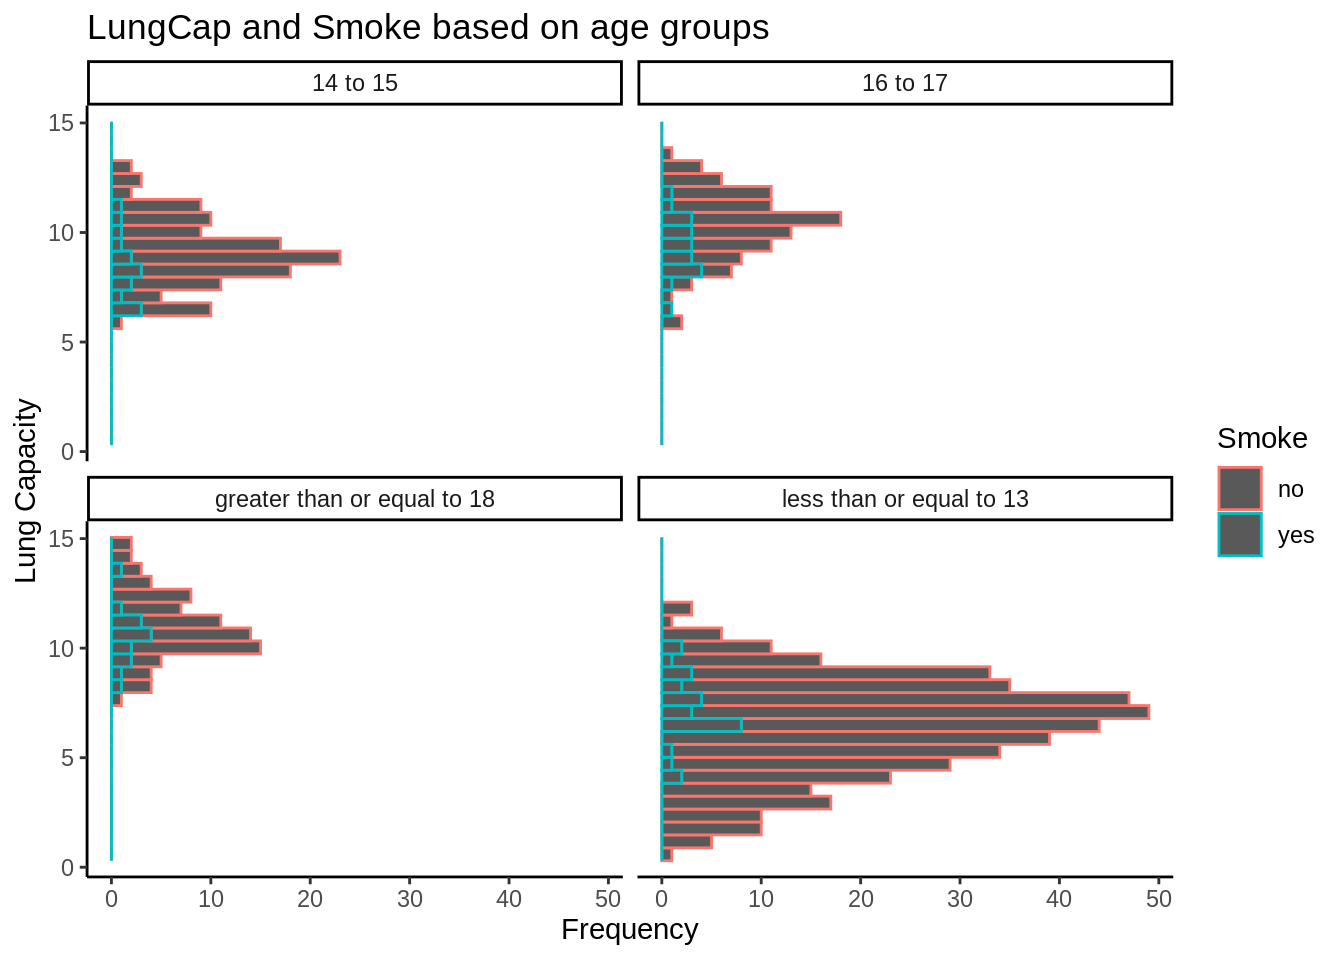 LungCap and Smoke based on age groups
14 to 15
16 to 17
15
10
5
0
greater than or equal to 18
less than or equal to 13
15
10
5
0
0 10 20 30 40 50
0 10 20 30 40 50
Frequency
Lung Capacity
Smoke
no
yes